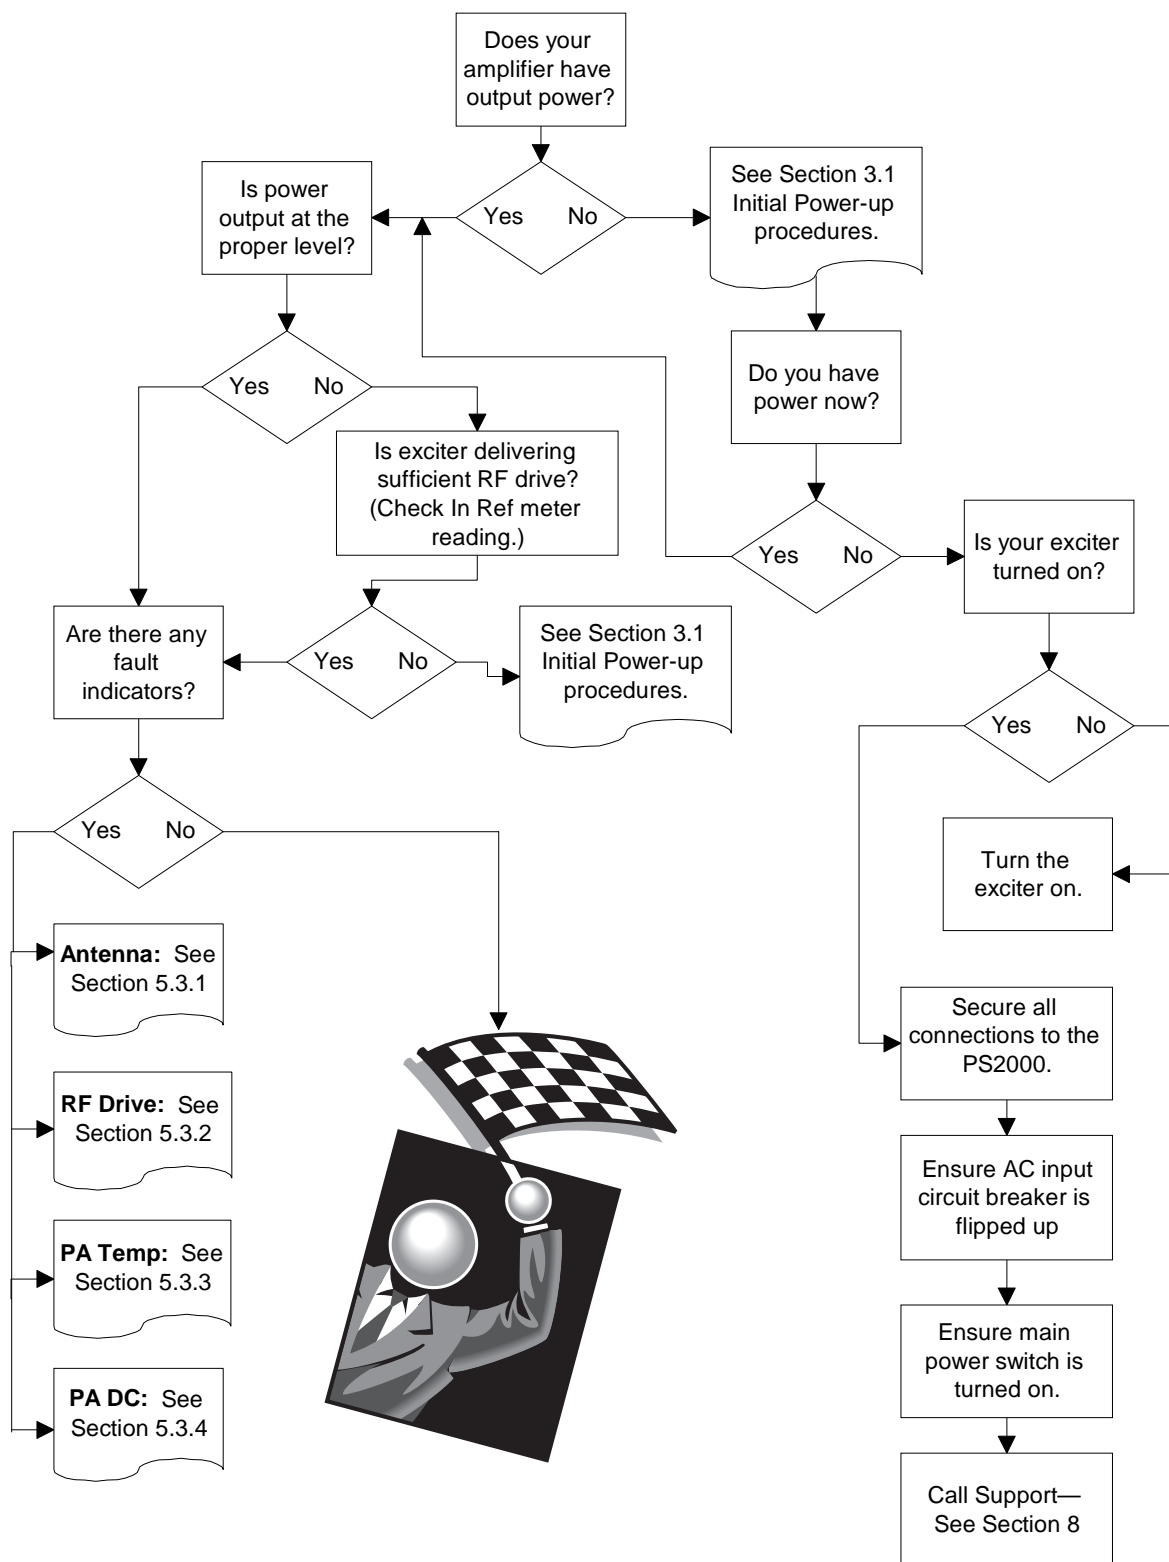 Does your
amplifier have
output power?
Yes No
See Section 3.1
Initial Power-up
procedures.
Is power
output at the
proper level?
Do you have
power now?
Yes No
Is exciter delivering
sufficient RF drive?
(Check In Ref meter
reading.)
Yes No
Is your exciter
turned on?
Are there any
fault
indicators?
Yes No
See Section 3.1
Initial Power-up
procedures.
Yes No
Yes No
Turn the
exciter on.
Antenna: See
Section 5.3.1
Secure all
connections to the
PS2000.
RF Drive: See
Section 5.3.2
Ensure AC input
circuit breaker is
flipped up
PA Temp: See
Section 5.3.3
Ensure main
power switch is
turned on.
PA DC: See
Section 5.3.4
Call Support—
See Section 8